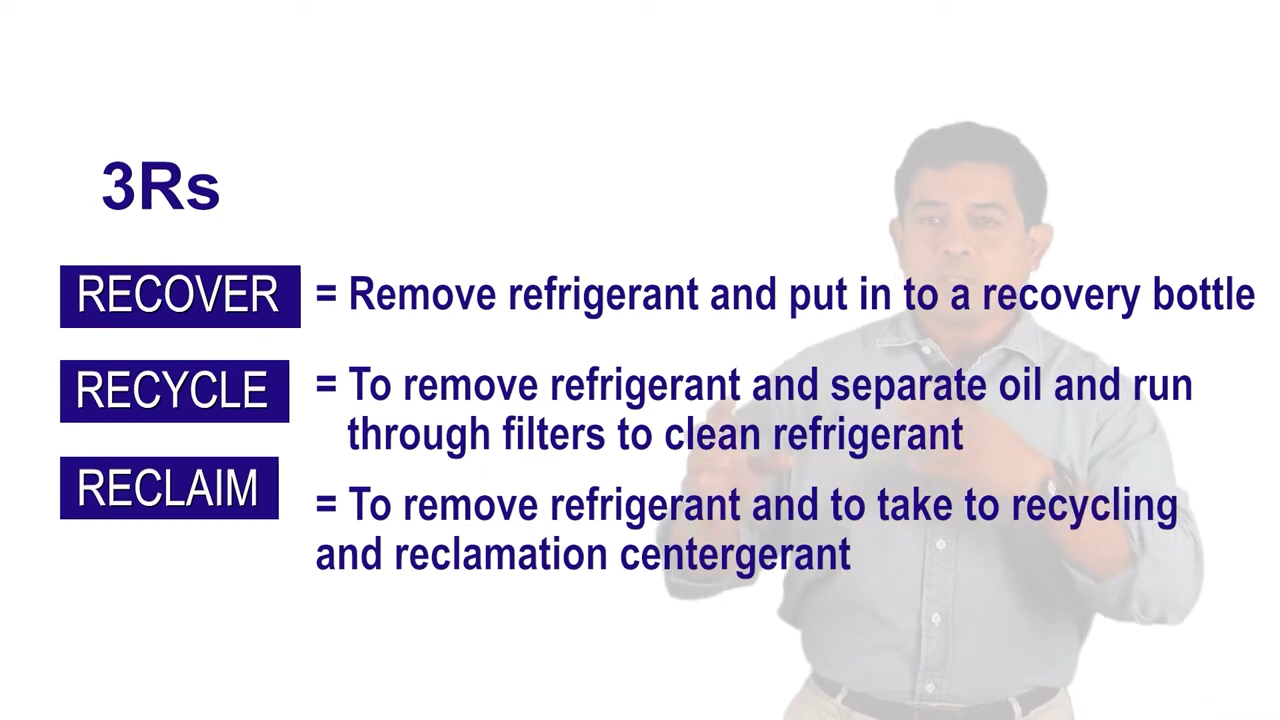 3Rs
RECOVER = Remove refrigerant and put in to a recovery bottle
RECYCLE = To remove refrigerant and separate oil and run
through filters to clean refrigerant
RECLAIM = To remove refrigerant and to take to recycling
and reclamation centergerant